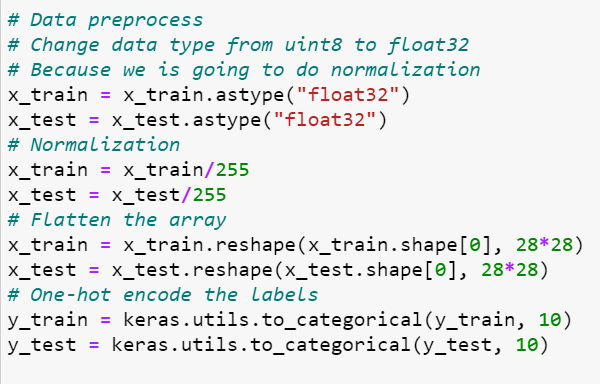 # Data preprocess
# Change data type from uint8 to float32
# Because we is going to do normalization
x_train = x_train.astype("float32")
x_test = x_test.astype("float32")
# Normalization
x_train = x_train/255
x_test = x_test/255
# Flatten the array
x_train = x_train.reshape(x_train.shape[0], 28*28)
x_test = x_test.reshape(x_test.shape[0], 28*28)
# One-hot encode the labels
y_train = keras.utils.to_categorical(y_train, 10)
y_test = keras.utils.to_categorical(y_test, 10)